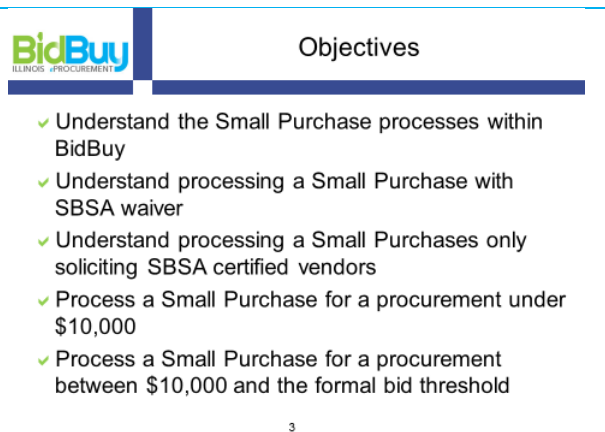 BidBuy
ILLINOIS ePROCUREMENT
Objectives
Understand the Small Purchase processes within
BidBuy
Understand processing a Small Purchase with
SBSA waiver
Understand processing a Small Purchases only
soliciting SBSA certified vendors
Process a Small Purchase for a procurement under
$10,000
Process a Small Purchase for a procurement
between $10,000 and the formal bid threshold
3